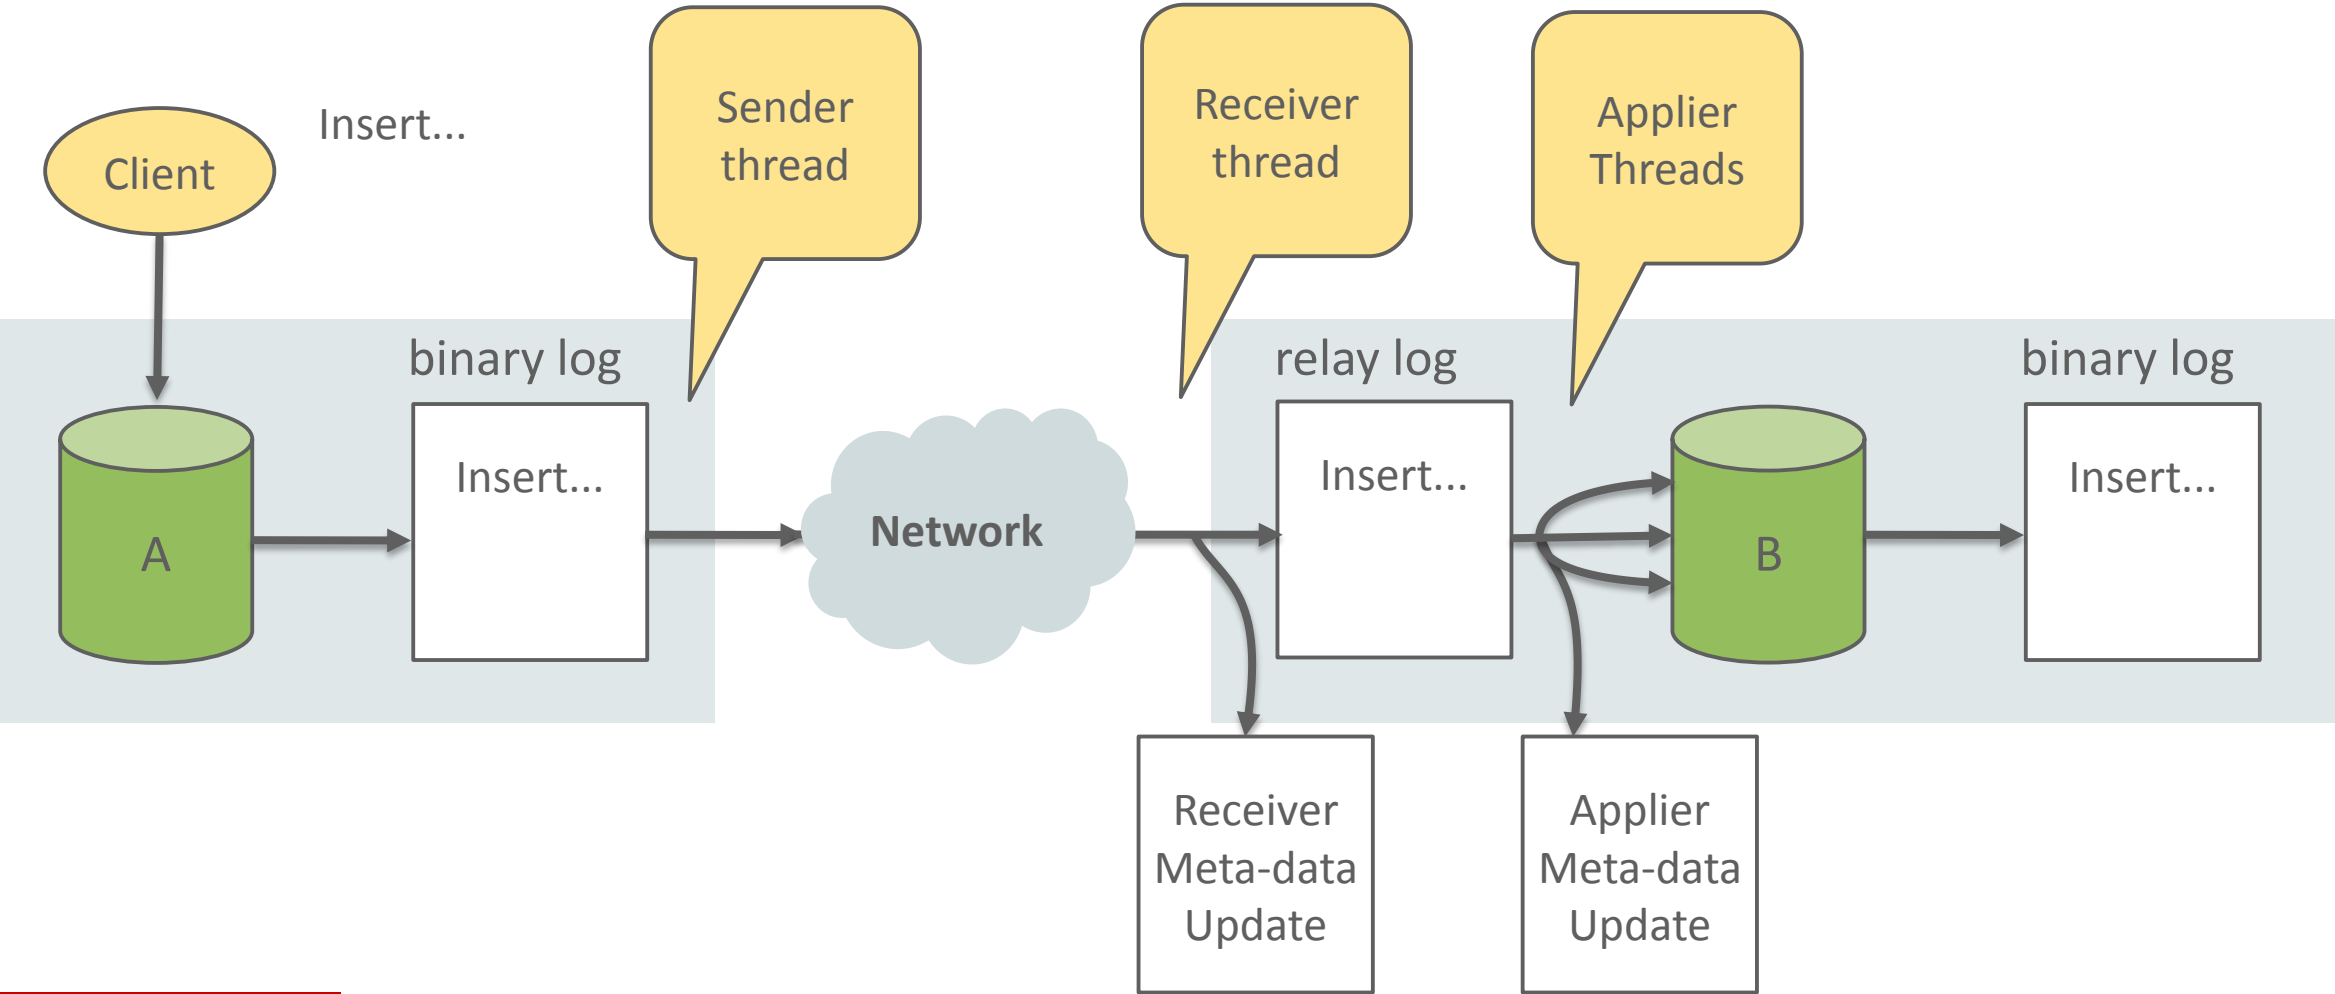 Client
Insert...
Sender
thread
Receiver
thread
Applier
Threads
binary log
relay log
binary log
Insert...
Insert...
Insert...
A
Network
B
Receiver
Meta-data
Update
Applier
Meta-data
Update